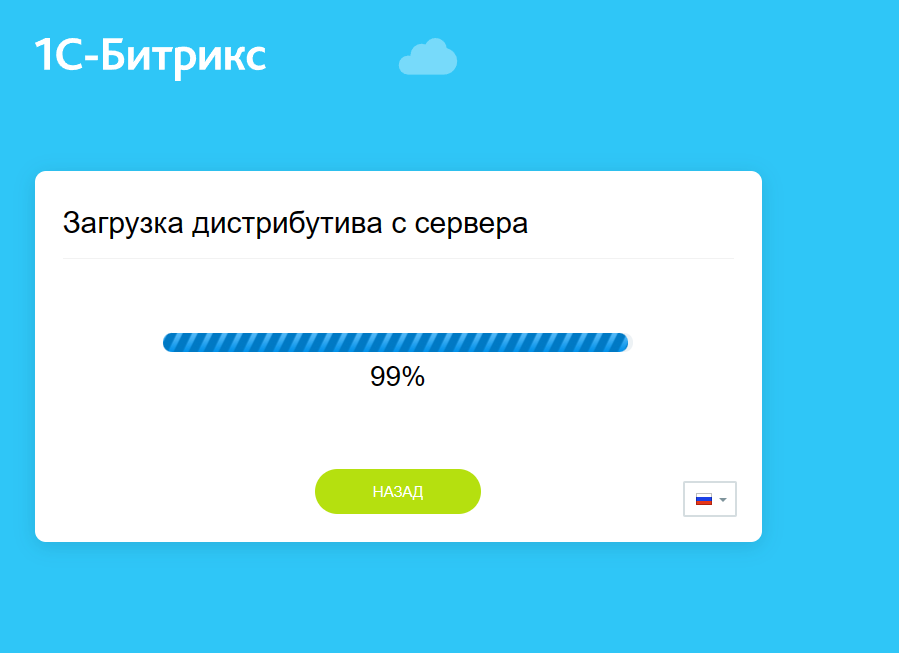 1С-Битрикс
Загрузка дистрибутива с сервера
99%
НАЗАД